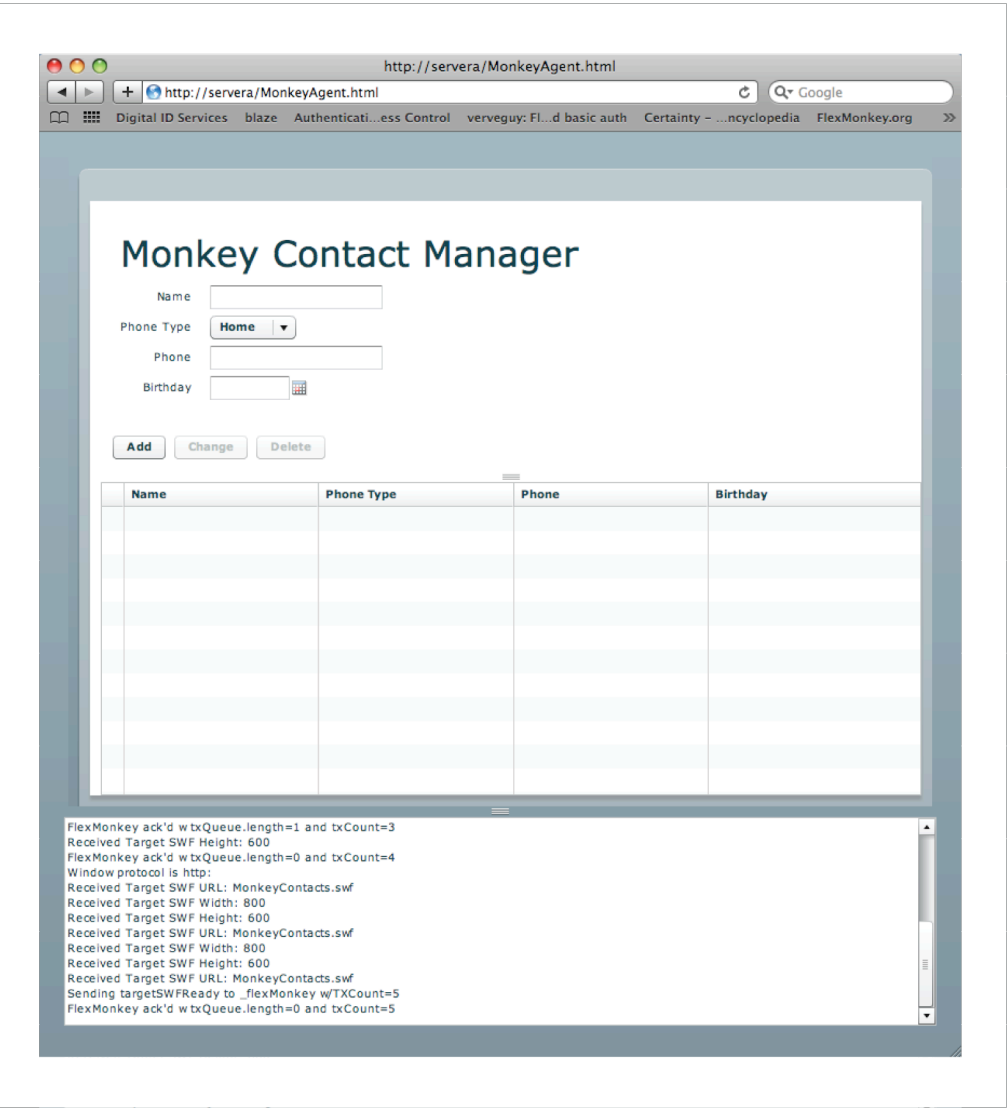 http://servera/MonkeyAgent.html
http://servera/MonkeyAgent.html Google
Digital ID Services blaze Authenticati...ess Control verveguy: Fl...d basic auth Certainty – ...ncyclopedia FlexMonkey.org »
Monkey Contact Manager
Name
Phone Type Home
Phone
Birthday
Add Change Delete
Name Phone Type Phone Birthday
FlexMonkey ack'd w txQueue.length=1 and txCount=3
Received Target SWF Height: 600
FlexMonkey ack'd w txQueue.length=0 and txCount=4
Window protocol is http:
Received Target SWF URL: MonkeyContacts.swf
Received Target SWF Width: 800
Received Target SWF Height: 600
Received Target SWF URL: MonkeyContacts.swf
Received Target SWF Width: 800
Received Target SWF Height: 600
Received Target SWF URL: MonkeyContacts.swf
Sending targetSWFReady to _flexMonkey w/TXCount=5
FlexMonkey ack'd w txQueue.length=0 and txCount=5